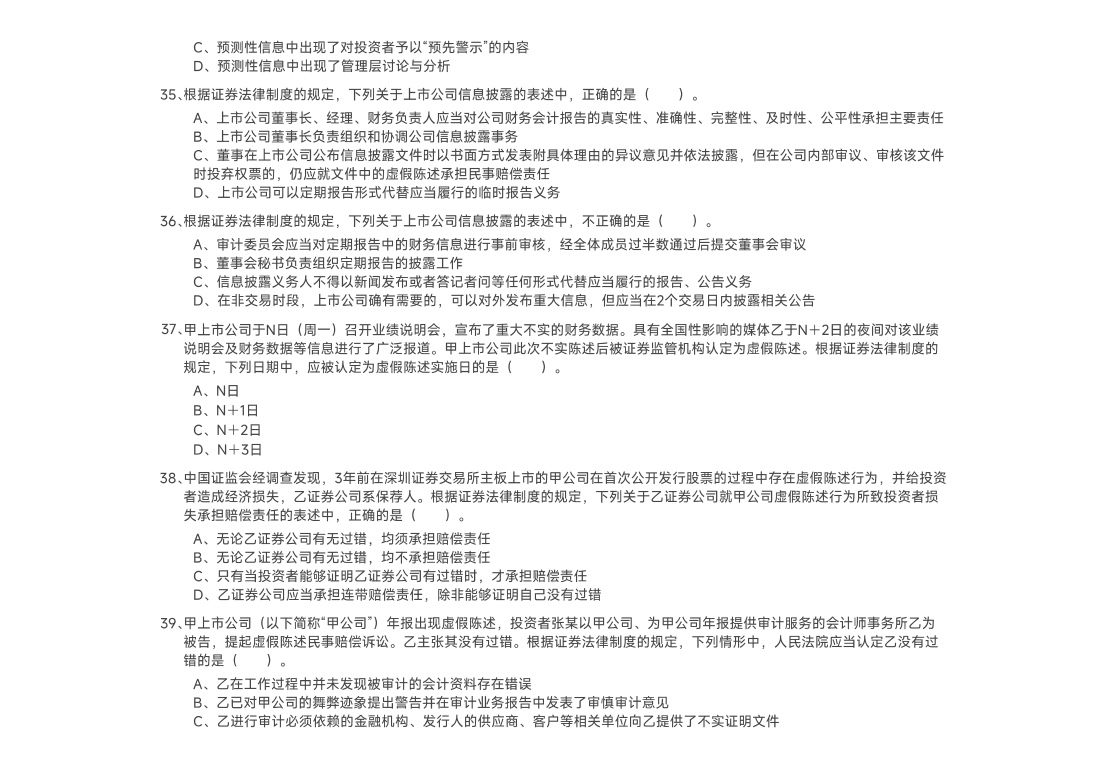 C、预测性信息中出现了对投资者予以“预先警示”的内容
D、预测性信息中出现了管理层讨论与分析
35、根据证券法律制度的规定，下列关于上市公司信息披露的表述中，正确的是（　　）。
A、上市公司董事长、经理、财务负责人应当对公司财务会计报告的真实性、准确性、完整性、及时性、公平性承担主要责任
B、上市公司董事长负责组织和协调公司信息披露事务
C、董事在上市公司公布信息披露文件时以书面方式发表附具体理由的异议意见并依法披露，但在公司内部审议、审核该文件
时投弃权票的，仍应就文件中的虚假陈述承担民事赔偿责任
D、上市公司可以定期报告形式代替应当履行的临时报告义务
36、根据证券法律制度的规定，下列关于上市公司信息披露的表述中，不正确的是（　　）。
A、审计委员会应当对定期报告中的财务信息进行事前审核，经全体成员过半数通过后提交董事会审议
B、董事会秘书负责组织定期报告的披露工作
C、信息披露义务人不得以新闻发布或者答记者问等任何形式代替应当履行的报告、公告义务
D、在非交易时段，上市公司确有需要的，可以对外发布重大信息，但应当在2个交易日内披露相关公告
37、甲上市公司于N日（周一）召开业绩说明会，宣布了重大不实的财务数据。具有全国性影响的媒体乙于N＋2日的夜间对该业绩
说明会及财务数据等信息进行了广泛报道。甲上市公司此次不实陈述后被证券监管机构认定为虚假陈述。根据证券法律制度的
规定，下列日期中，应被认定为虚假陈述实施日的是（　　）。
A、N日
B、N＋1日
C、N＋2日
D、N＋3日
38、中国证监会经调查发现，3年前在深圳证券交易所主板上市的甲公司在首次公开发行股票的过程中存在虚假陈述行为，并给投资
者造成经济损失，乙证券公司系保荐人。根据证券法律制度的规定，下列关于乙证券公司就甲公司虚假陈述行为所致投资者损
失承担赔偿责任的表述中，正确的是（　　）。
A、无论乙证券公司有无过错，均须承担赔偿责任
B、无论乙证券公司有无过错，均不承担赔偿责任
C、只有当投资者能够证明乙证券公司有过错时，才承担赔偿责任
D、乙证券公司应当承担连带赔偿责任，除非能够证明自己没有过错
39、甲上市公司（以下简称“甲公司”）年报出现虚假陈述，投资者张某以甲公司、为甲公司年报提供审计服务的会计师事务所乙为
被告，提起虚假陈述民事赔偿诉讼。乙主张其没有过错。根据证券法律制度的规定，下列情形中，人民法院应当认定乙没有过
错的是（　　）。
A、乙在工作过程中并未发现被审计的会计资料存在错误
B、乙已对甲公司的舞弊迹象提出警告并在审计业务报告中发表了审慎审计意见
C、乙进行审计必须依赖的金融机构、发行人的供应商、客户等相关单位向乙提供了不实证明文件